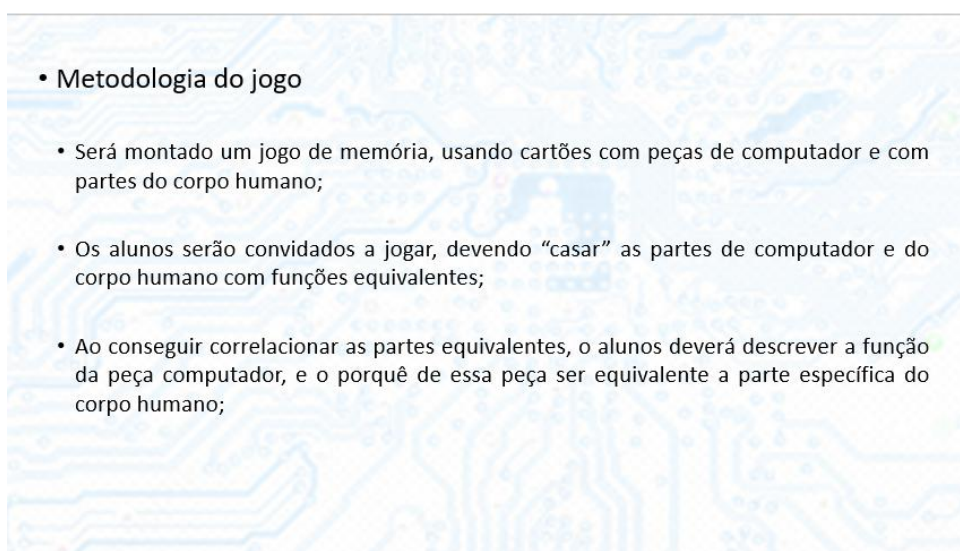 • Metodologia do jogo
• Será montado um jogo de memória, usando cartões com peças de computador e com
partes do corpo humano;
• Os alunos serão convidados a jogar, devendo “casar” as partes de computador e do
corpo humano com funções equivalentes;
• Ao conseguir correlacionar as partes equivalentes, o alunos deverá descrever a função
da peça computador, e o porquê de essa peça ser equivalente a parte específica do
corpo humano;